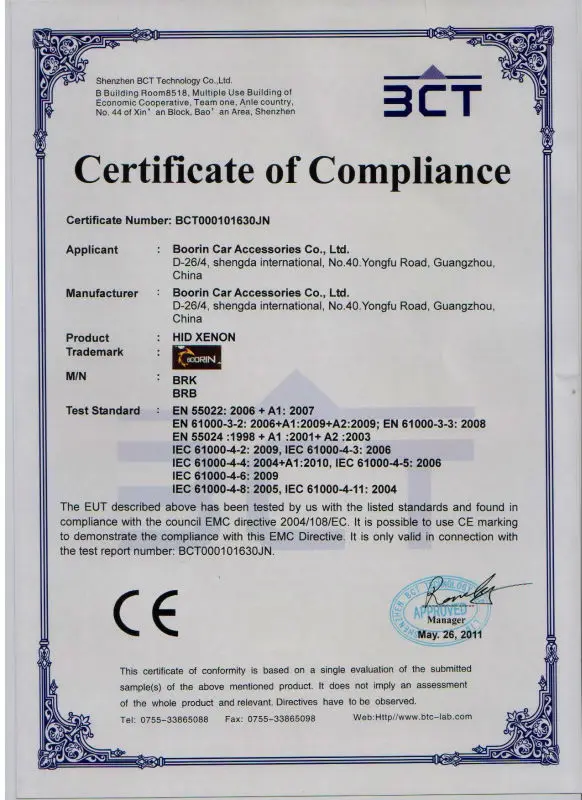 Shenzhen BCT Technology Co.,Ltd.
B Building Room8518, Multiple Use Building of
Economic Cooperative, Team one, Anle country,
No. 44 of Xin' an Block, Bao' an Area, Shenzhen
BCT
Certificate of Compliance
Certificate Number: BCT000101630JN
Applicant : Boorin Car Accessories Co., Ltd.
D-26/4, shengda international, No.40.Yongfu Road, Guangzhou,
China
Manufacturer : Boorin Car Accessories Co., Ltd.
D-26/4, shengda international, No.40.Yongfu Road, Guangzhou,
China
Product : HID XENON
Trademark : BOORIN
M/N : BRK
BRB
Test Standard : EN 55022: 2006 + A1: 2007
EN 61000-3-2: 2006+A1:2009+A2:2009; EN 61000-3-3: 2008
EN 55024 :1998 + A1 :2001+ A2 :2003
IEC 61000-4-2: 2009, IEC 61000-4-3: 2006
IEC 61000-4-4: 2004+A1:2010, IEC 61000-4-5: 2006
IEC 61000-4-6: 2009
IEC 61000-4-8: 2005, IEC 61000-4-11: 2004
The EUT described above has been tested by us with the listed standards and found in
compliance with the council EMC directive 2004/108/EC. It is possible to use CE marking
to demonstrate the compliance with this EMC Directive. It is only valid in connection with
the test report number: BCT000101630JN.
CE
APPROVED
Manager
May. 26, 2011
This certificate of conformity is based on a single evaluation of the submitted
sample(s) of the above mentioned product. It does not imply an assessment
of the whole product and relevant. Directives have to be observed.
Tel: 0755-33865088 Fax: 0755-33865098 Web:Http//www.btc-lab.com